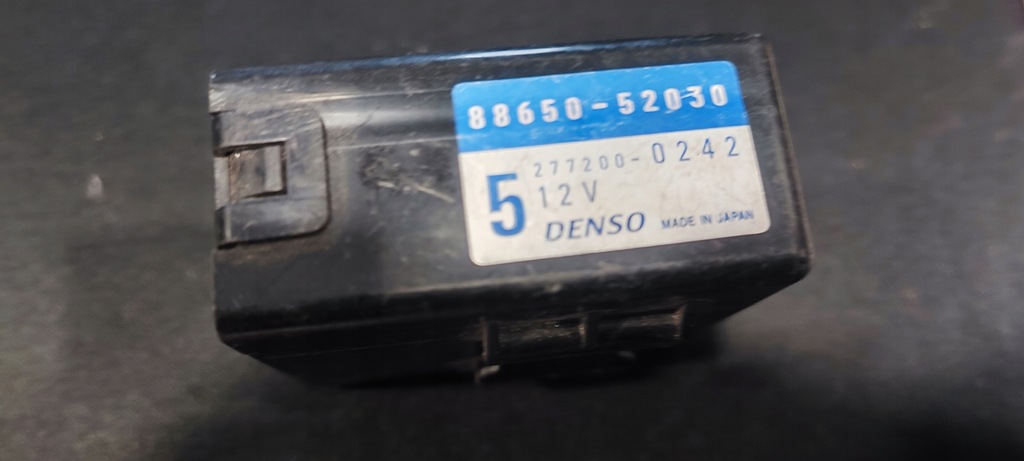 88650-52030
277200-0242
5 12V
DENSO MADE IN JAPAN